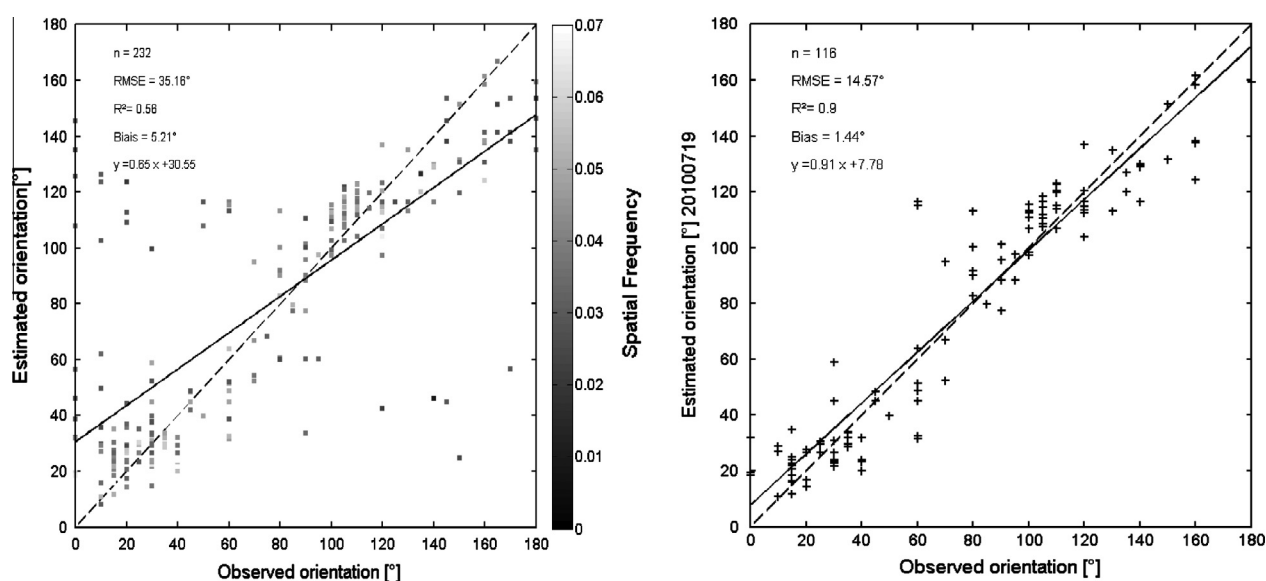 180
160
140
120
100
80
60
40
20
0
Estimated orientation[°]
n = 232
RMSE = 35.16°
R²= 0.56
Biais = 5.21°
y =0.65 x +30.55
0 20 40 60 80 100 120 140 160 180
Observed orientation [°]
0.07
0.06
0.05
0.04
0.03
0.02
0.01
0
Spatial Frequency
180
160
140
120
100
80
60
40
20
0
Estimated orientation [°] 20100719
n = 116
RMSE = 14.57°
R²= 0.9
Bias = 1.44°
y =0.91 x +7.78
0 20 40 60 80 100 120 140 160 180
Observed orientation [°]